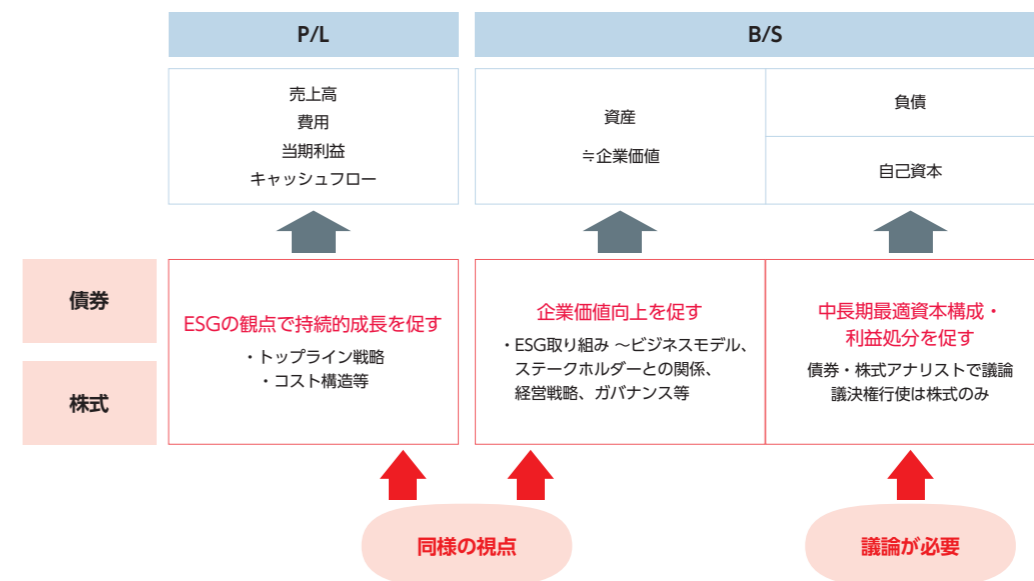 P/L
B/S
売上高
費用
当期利益
キャッシュフロー
資産
≒企業価値
負債
自己資本
債券
株式
ESGの観点で持続的成長を促す
・トップライン戦略
・コスト構造等
企業価値向上を促す
・ESG取り組み ～ビジネスモデル、
ステークホルダーとの関係、
経営戦略、ガバナンス等
中長期最適資本構成・
利益処分を促す
債券・株式アナリストで議論
議決権行使は株式のみ
同様の視点
議論が必要